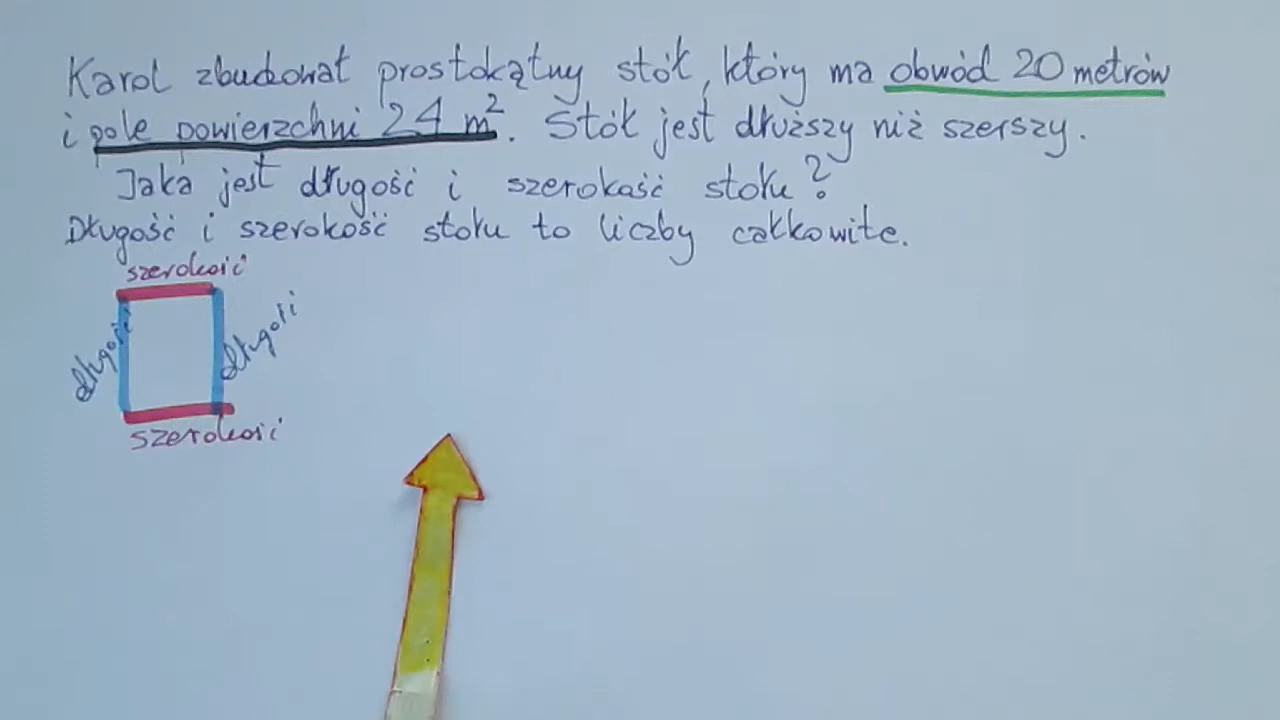 Karol zbudował prostokątny stół, który ma obwód 20 metrów
i pole powierzchni 24 m². Stół jest dłuższy niż szerszy.
Jaka jest długość i szerokość stołu?
Długość i szerokość stołu to liczby całkowite.
szerokość
długość długość
szerokość